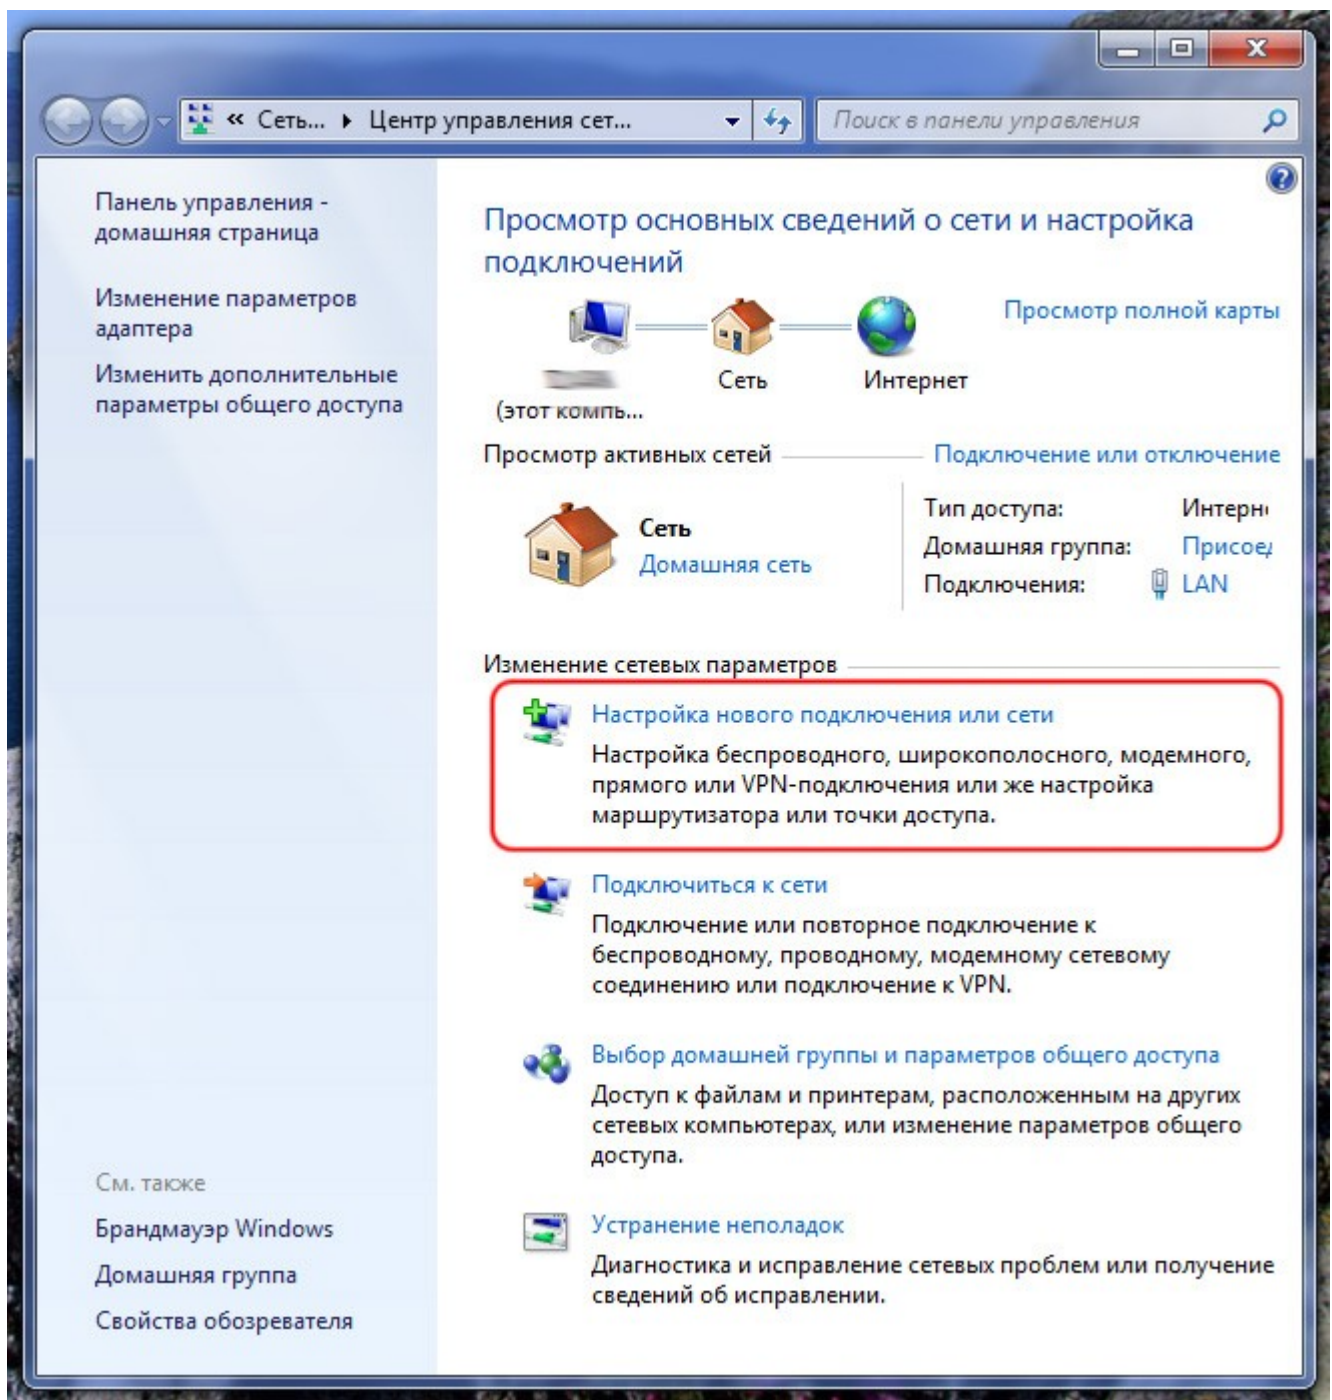 « Сеть... ▸ Центр управления сет...
Поиск в панели управления
Панель управления -
домашняя страница
Изменение параметров
адаптера
Изменить дополнительные
параметры общего доступа
См. также
Брандмауэр Windows
Домашняя группа
Свойства обозревателя
Просмотр основных сведений о сети и настройка
подключений
Просмотр полной карты
Сеть
Интернет
(этот компь...
Просмотр активных сетей
Подключение или отключение
Сеть
Домашняя сеть
Тип доступа: Интерн
Домашняя группа: Присоед
Подключения: LAN
Изменение сетевых параметров
Настройка нового подключения или сети
Настройка беспроводного, широкополосного, модемного,
прямого или VPN-подключения или же настройка
маршрутизатора или точки доступа.
Подключиться к сети
Подключение или повторное подключение к
беспроводному, проводному, модемному сетевому
соединению или подключение к VPN.
Выбор домашней группы и параметров общего доступа
Доступ к файлам и принтерам, расположенным на других
сетевых компьютерах, или изменение параметров общего
доступа.
Устранение неполадок
Диагностика и исправление сетевых проблем или получение
сведений об исправлении.